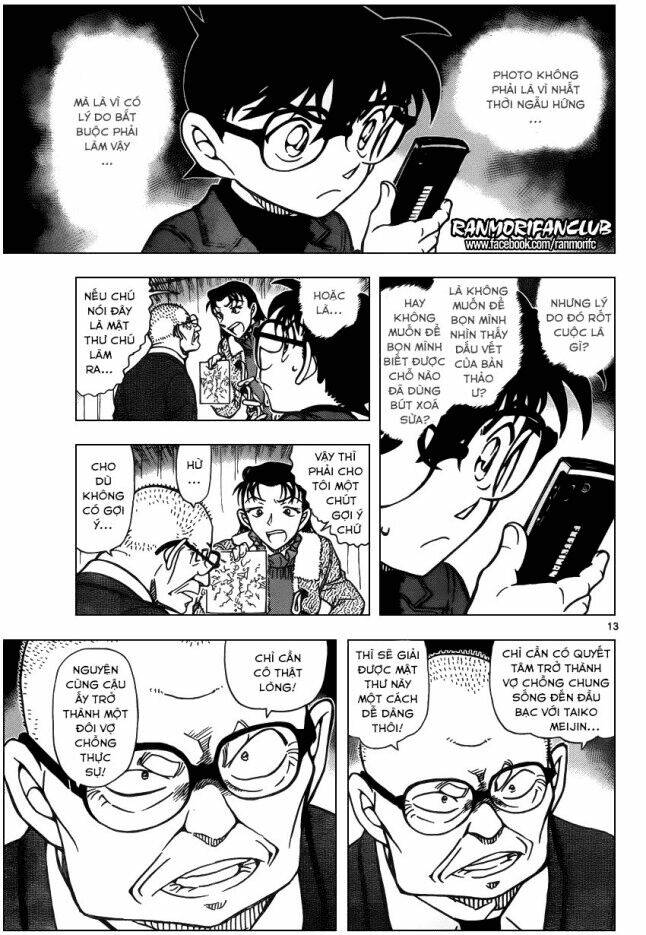 PHOTO KHÔNG
PHẢI LÀ VÌ NHẤT
THỜI NGẪU HỨNG
...
MÀ LÀ VÌ CÓ
LÝ DO BẮT
BUỘC PHẢI
LÀM VẬY
...
RANMORIFANCLUB
www.facebook.com/ranmorifc
NHƯNG LÝ
DO ĐÓ RỐT
CUỘC LÀ
GÌ?
LÀ KHÔNG
MUỐN ĐỂ
BỌN MÌNH
NHÌN THẤY
DẤU VẾT
CỦA BẢN
THẢO
Ư?
HAY
KHÔNG
MUỐN ĐỂ
BỌN MÌNH
BIẾT ĐƯỢC
CHỖ NÀO
ĐÃ DÙNG
BÚT XOÁ
SỬA?
HOẶC
LÀ...
NẾU CHÚ
NÓI ĐÂY
LÀ MẬT
THƯ CHÚ
LÀM
RA...
VẬY THÌ
PHẢI CHO
TÔI MỘT
CHÚT
GỢI Ý
CHỨ
HỪ
...
CHO
DÙ
KHÔNG
CÓ GỢI
Ý...
13
CHỈ CẦN CÓ QUYẾT
TÂM TRỞ THÀNH
VỢ CHỒNG CHUNG
SỐNG ĐẾN ĐẦU
BẠC VỚI TAIKO
MEIJIN...
THÌ SẼ GIẢI
ĐƯỢC MẬT
THƯ NÀY
MỘT CÁCH
DỄ DÀNG
THÔI!
CHỈ CẦN
CÓ THẬT
LÒNG!
NGUYỆN
CÙNG CẬU
ẤY TRỞ
THÀNH MỘT
ĐÔI VỢ
CHỒNG
THỰC
SỰ!